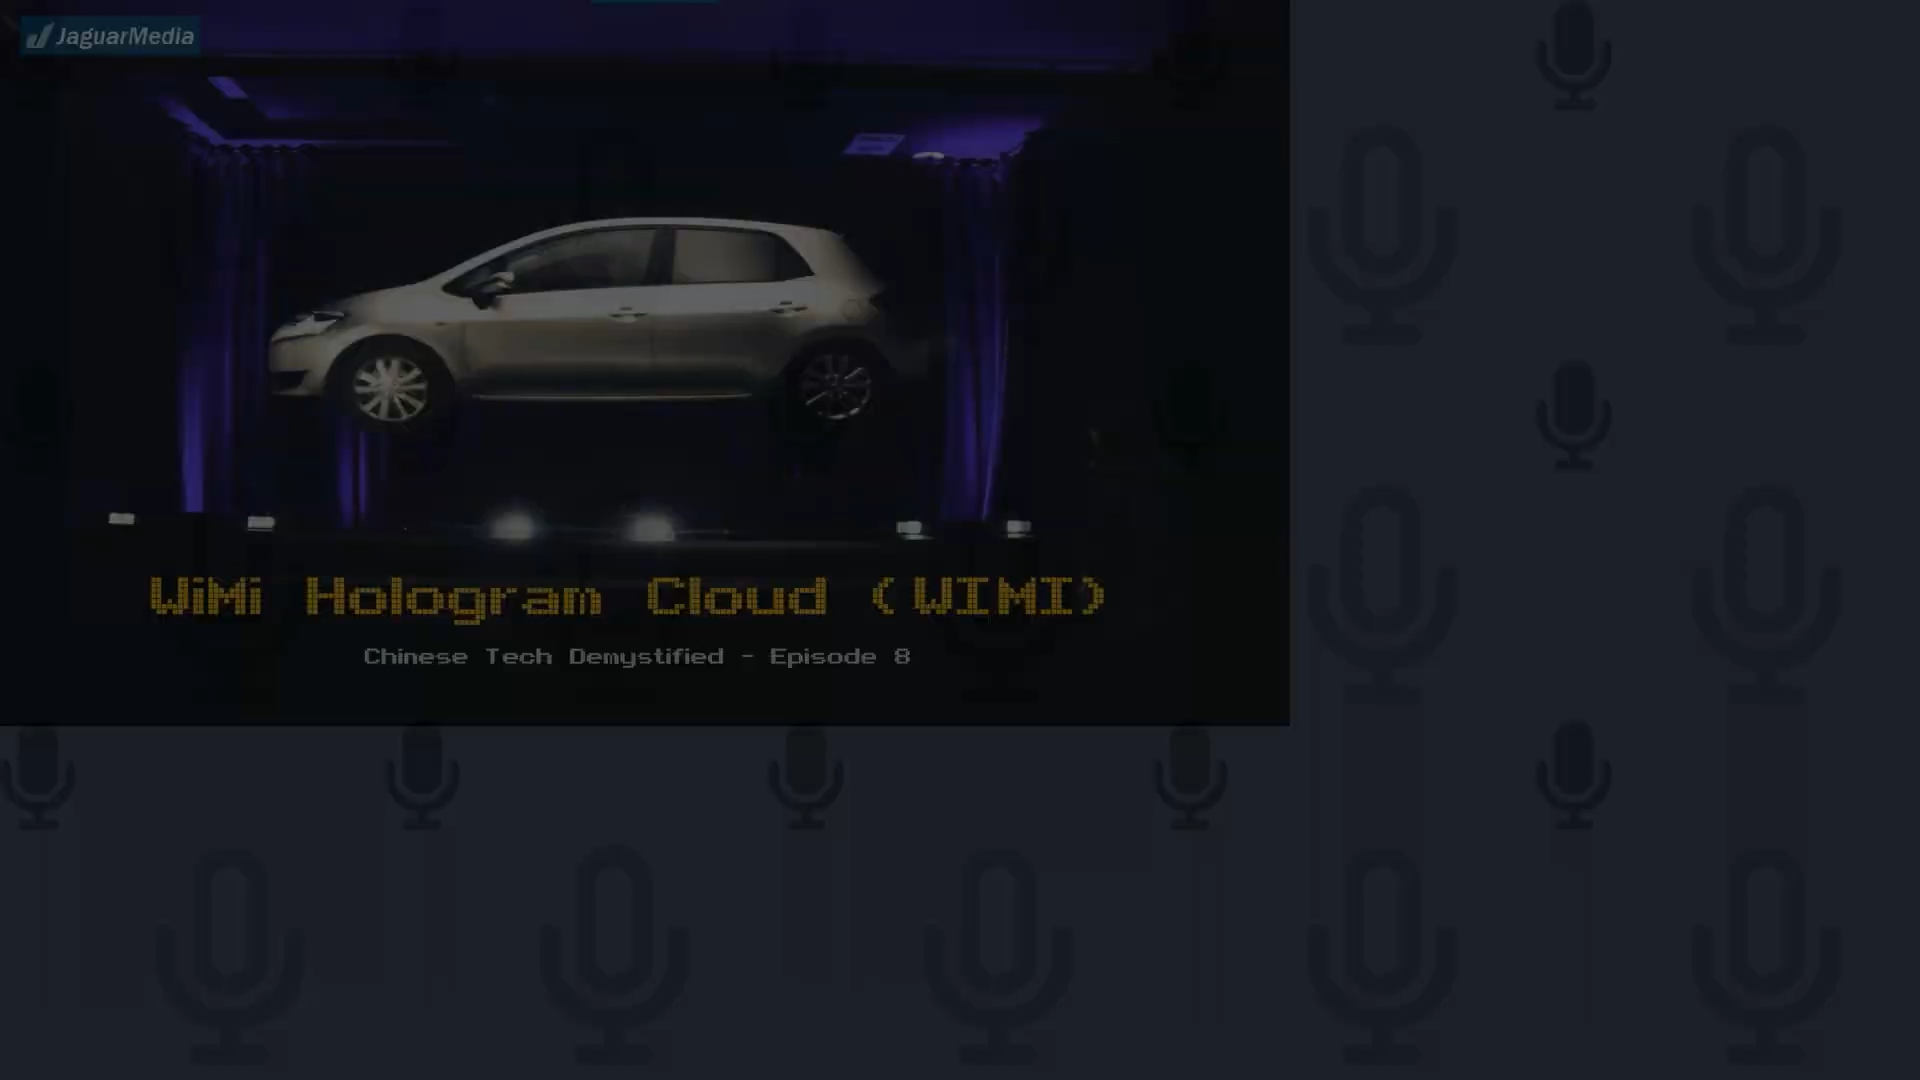 JaguarMedia
WiMi Hologram Cloud (WIMI)
Chinese Tech Demystified - Episode 8